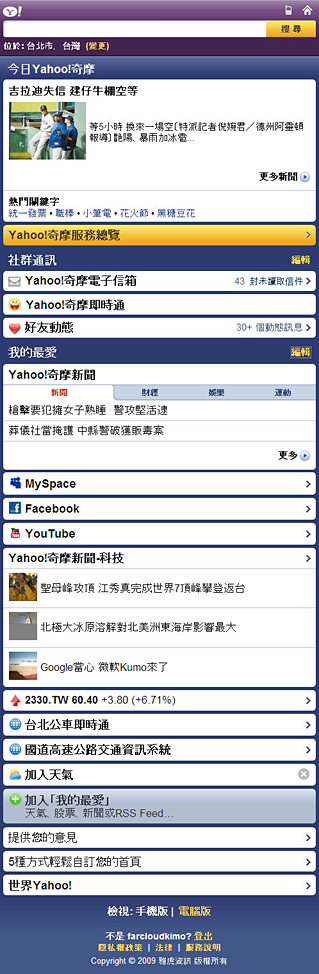 Y!
搜尋
位於: 台北市, 台灣 (變更)
今日Yahoo!奇摩
吉拉迪失信 建仔牛棚空等
等5小時 換來一場空〔特派記者倪婉君/德州阿靈頓
報導〕豔陽、暴雨加冰雹...
更多新聞
熱門關鍵字
統一發票 • 職棒 • 小筆電 • 花火節 • 黑糖豆花
Yahoo!奇摩服務總覽
社群通訊 編輯
Yahoo!奇摩電子信箱 43 封未讀取信件
Yahoo!奇摩即時通
好友動態 30+ 個動態訊息
我的最愛 編輯
Yahoo!奇摩新聞
新聞 財經 娛樂 運動
槍擊要犯擁女子熟睡 警攻堅活逮
葬儀社當掩護 中縣警破獲販毒案
更多
MySpace
Facebook
YouTube
Yahoo!奇摩新聞-科技
聖母峰攻頂 江秀真完成世界7頂峰攀登返台
北極大冰原溶解對北美洲東海岸影響最大
Google當心 微軟Kumo來了
2330.TW 60.40 +3.80 (+6.71%)
台北公車即時通
國道高速公路交通資訊系統
加入天氣
加入「我的最愛」
天氣、股票、新聞或RSS Feed...
提供您的意見
5種方式輕鬆自訂您的首頁
世界Yahoo!
檢視: 手機版 | 電腦版
不是 farcloudkimo? 登出
隱私權政策 | 法律 | 服務說明
Copyright © 2009 雅虎資訊 版權所有